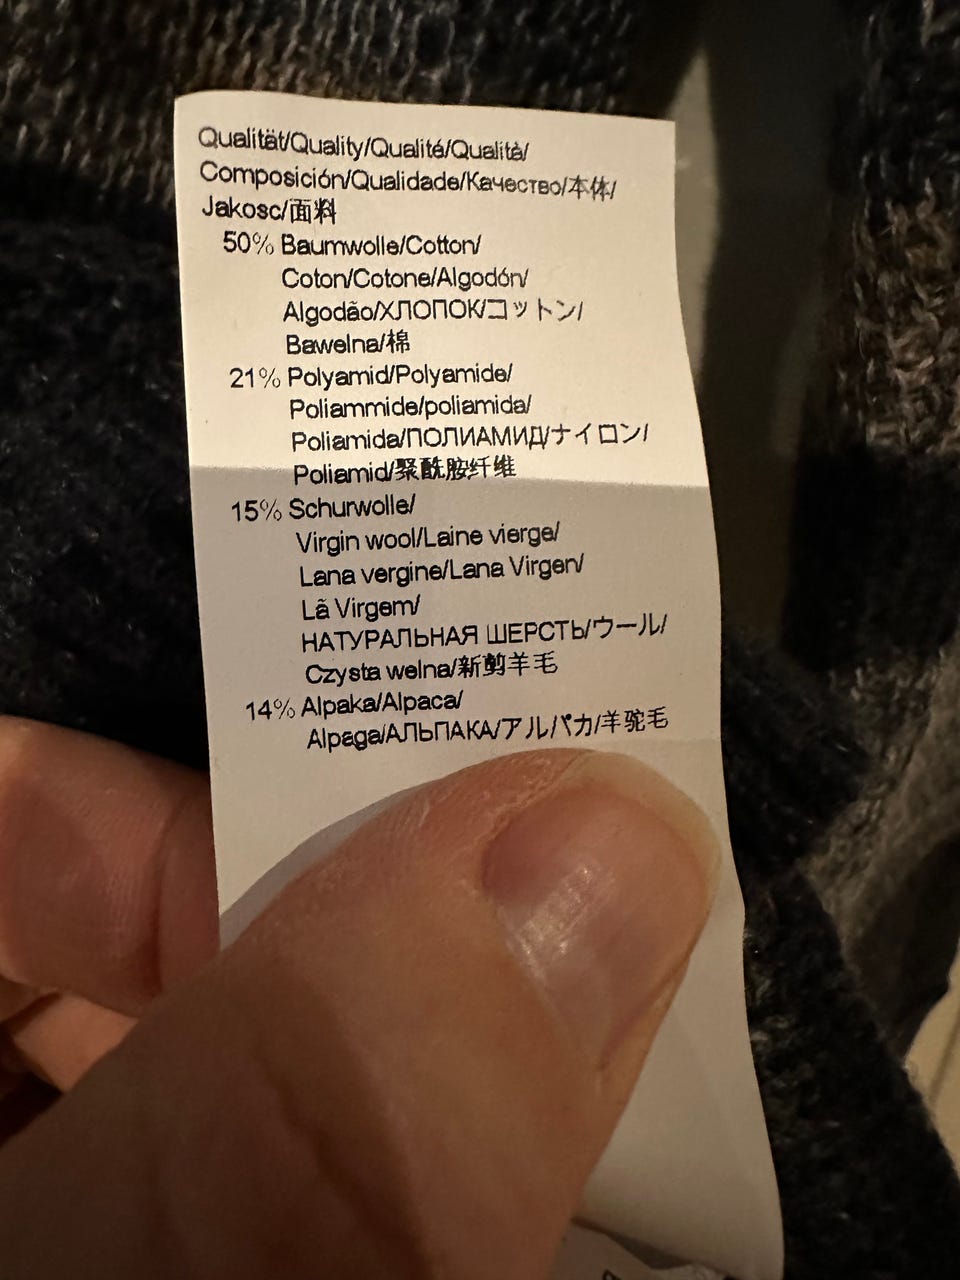 Qualität/Quality/Qualité/Qualità/
Composición/Qualidade/Качество/本体/
Jakosc/面料
50% Baumwolle/Cotton/
Coton/Cotone/Algodón/
Algodão/ХЛОПОК/コットン/
Bawelna/棉
21% Polyamid/Polyamide/
Poliammide/poliamida/
Poliamida/ПОЛИАМИД/ナイロン/
Poliamid/聚酰胺纤维
15% Schurwolle/
Virgin wool/Laine vierge/
Lana vergine/Lana Virgen/
Lã Virgem/
НАТУРАЛЬНАЯ ШЕРСТЬ/ウール/
Czysta welna/新剪羊毛
14% Alpaka/Alpaca/
Alpaga/АЛЬПАКА/アルパカ/羊驼毛